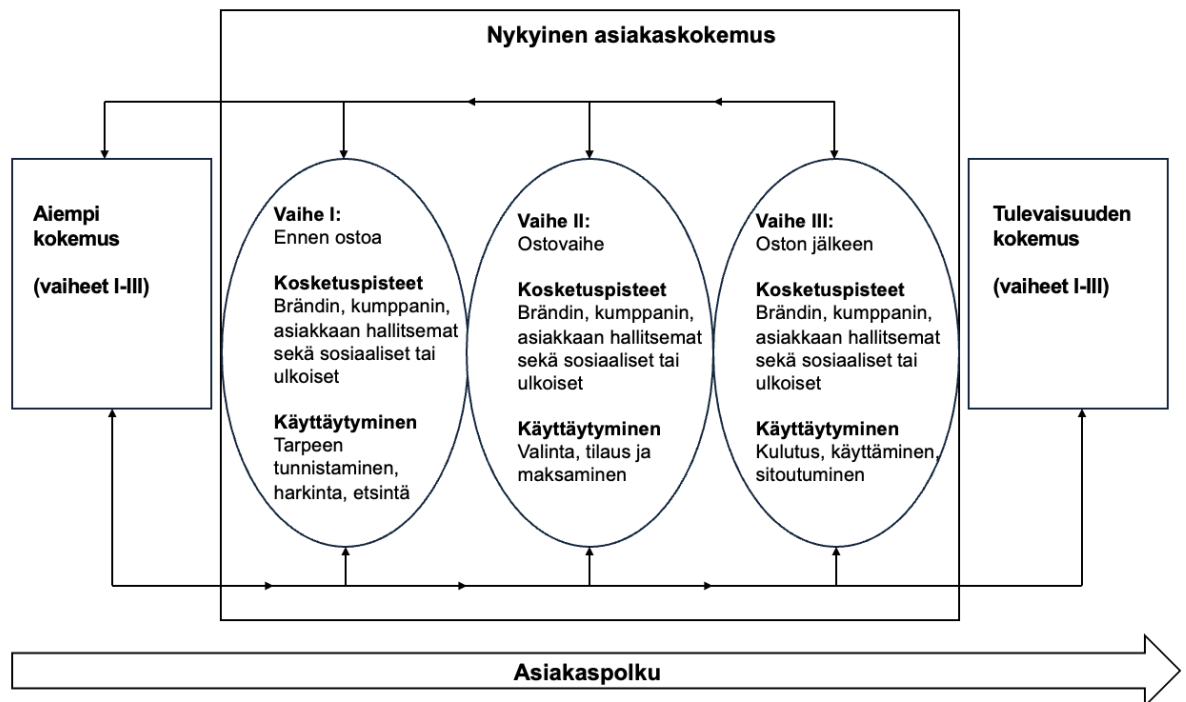 Nykyinen asiakaskokemus
Aiempi
kokemus
(vaiheet I-III)
Vaihe I:
Ennen ostoa
Kosketuspisteet
Brändin, kumppanin,
asiakkaan hallitsemat
sekä sosiaaliset tai
ulkoiset
Käyttäytyminen
Tarpeen
tunnistaminen,
harkinta, etsintä
Vaihe II:
Ostovaihe
Kosketuspisteet
Brändin, kumppanin,
asiakkaan hallitsemat
sekä sosiaaliset tai
ulkoiset
Käyttäytyminen
Valinta, tilaus ja
maksaminen
Vaihe III:
Oston jälkeen
Kosketuspisteet
Brändin, kumppanin,
asiakkaan hallitsemat
sekä sosiaaliset tai
ulkoiset
Käyttäytyminen
Kulutus, käyttäminen,
sitoutuminen
Tulevaisuuden
kokemus
(vaiheet I-III)
Asiakaspolku